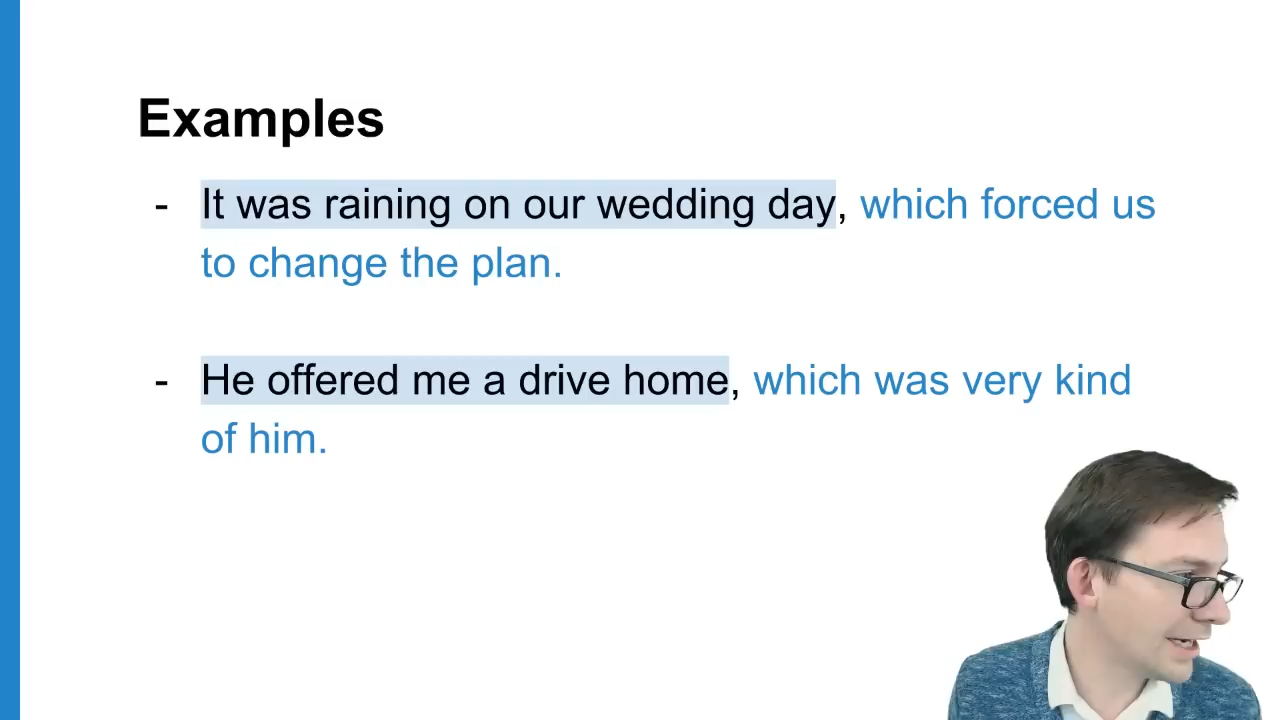 Examples
- It was raining on our wedding day, which forced us
to change the plan.
- He offered me a drive home, which was very kind
of him.